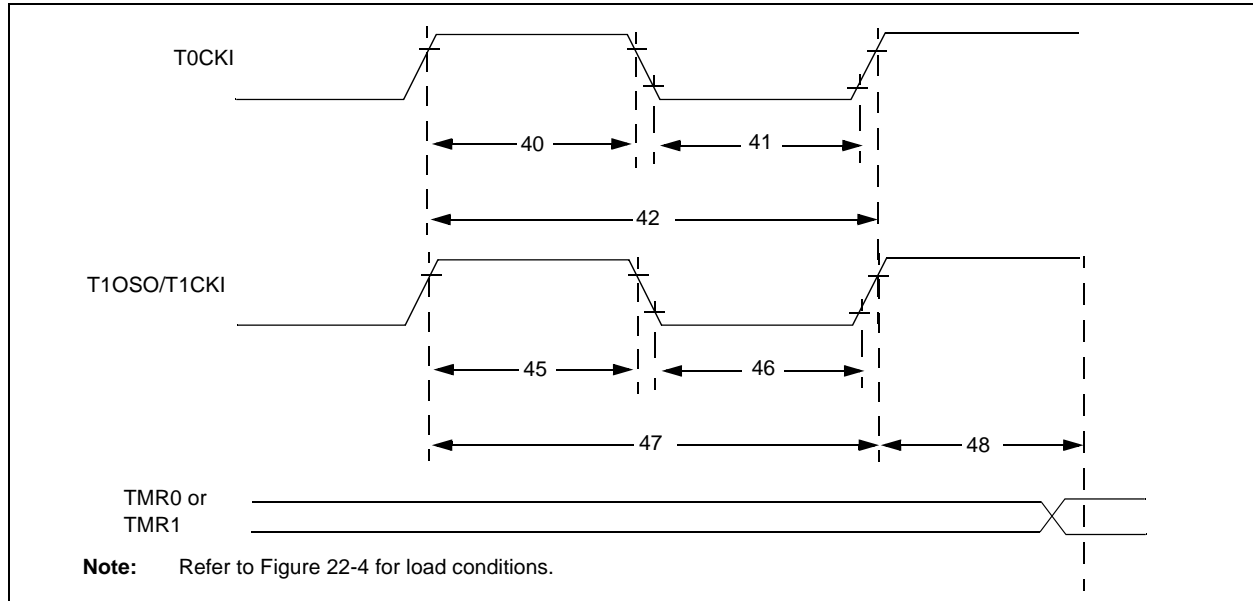 T0CKI
40
41
42
T1OSO/T1CKI
45
46
47
48
TMR0 or
TMR1
Note: Refer to Figure 22-4 for load conditions.